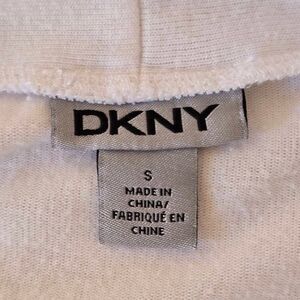 DKNY
S
MADE IN
CHINA/
FABRIQUÉ EN
CHINE